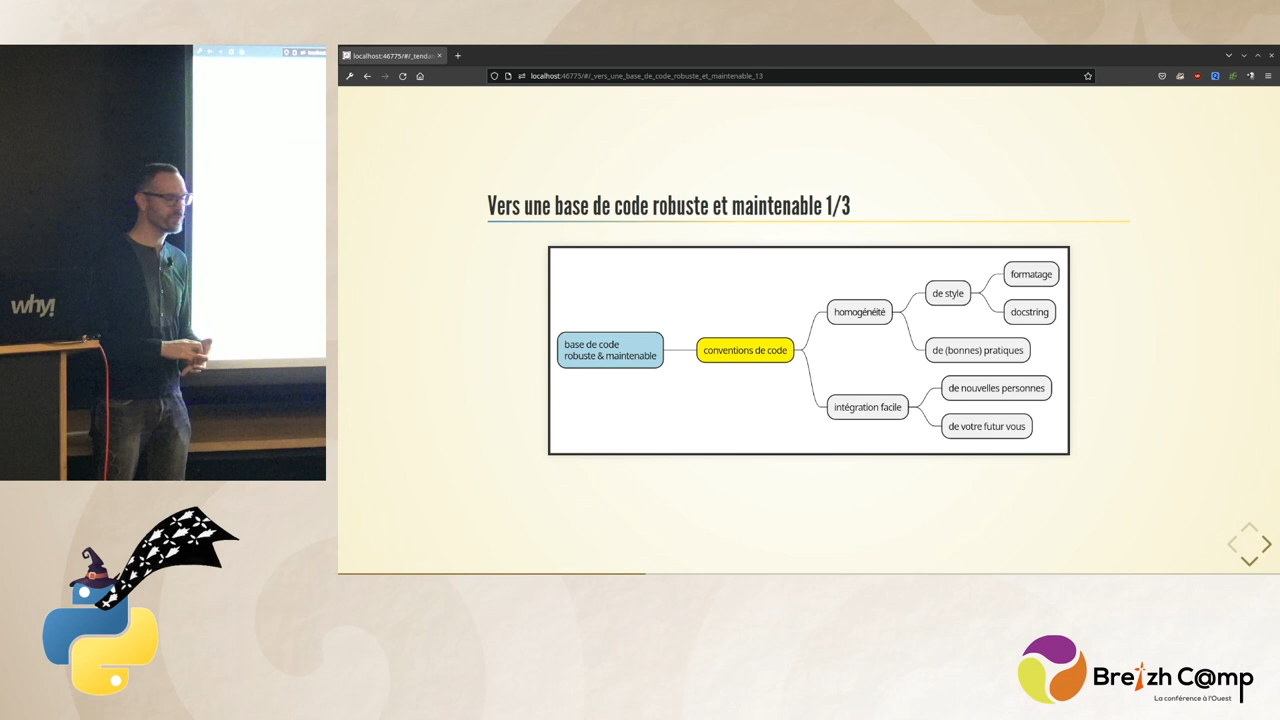 localhost:46775/#/_tendan
localhost:46775/#/_vers_une_base_de_code_robuste_et_maintenable_13
why!
Vers une base de code robuste et maintenable 1/3
base de code
robuste & maintenable
conventions de code
homogénéité
de style
formatage
docstring
de (bonnes) pratiques
intégration facile
de nouvelles personnes
de votre futur vous
Breizh C@mp
La conférence à l'Ouest